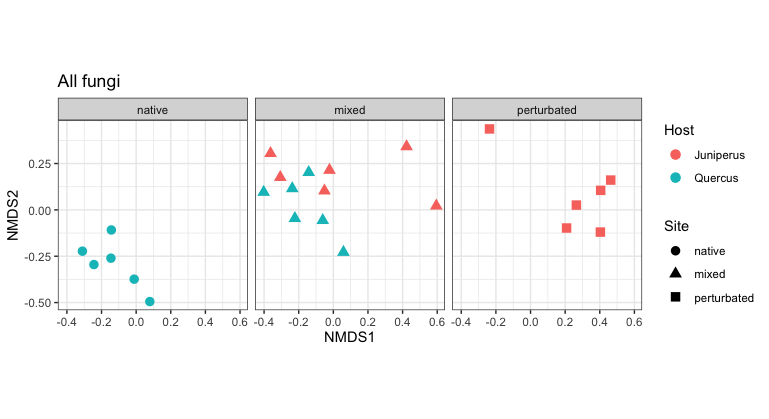 All fungi
native mixed perturbated
NMDS2
0.25
0.00
-0.25
-0.50
-0.4 -0.2 0.0 0.2 0.4 0.6 -0.4 -0.2 0.0 0.2 0.4 0.6 -0.4 -0.2 0.0 0.2 0.4 0.6
NMDS1
Host
Juniperus
Quercus
Site
native
mixed
perturbated